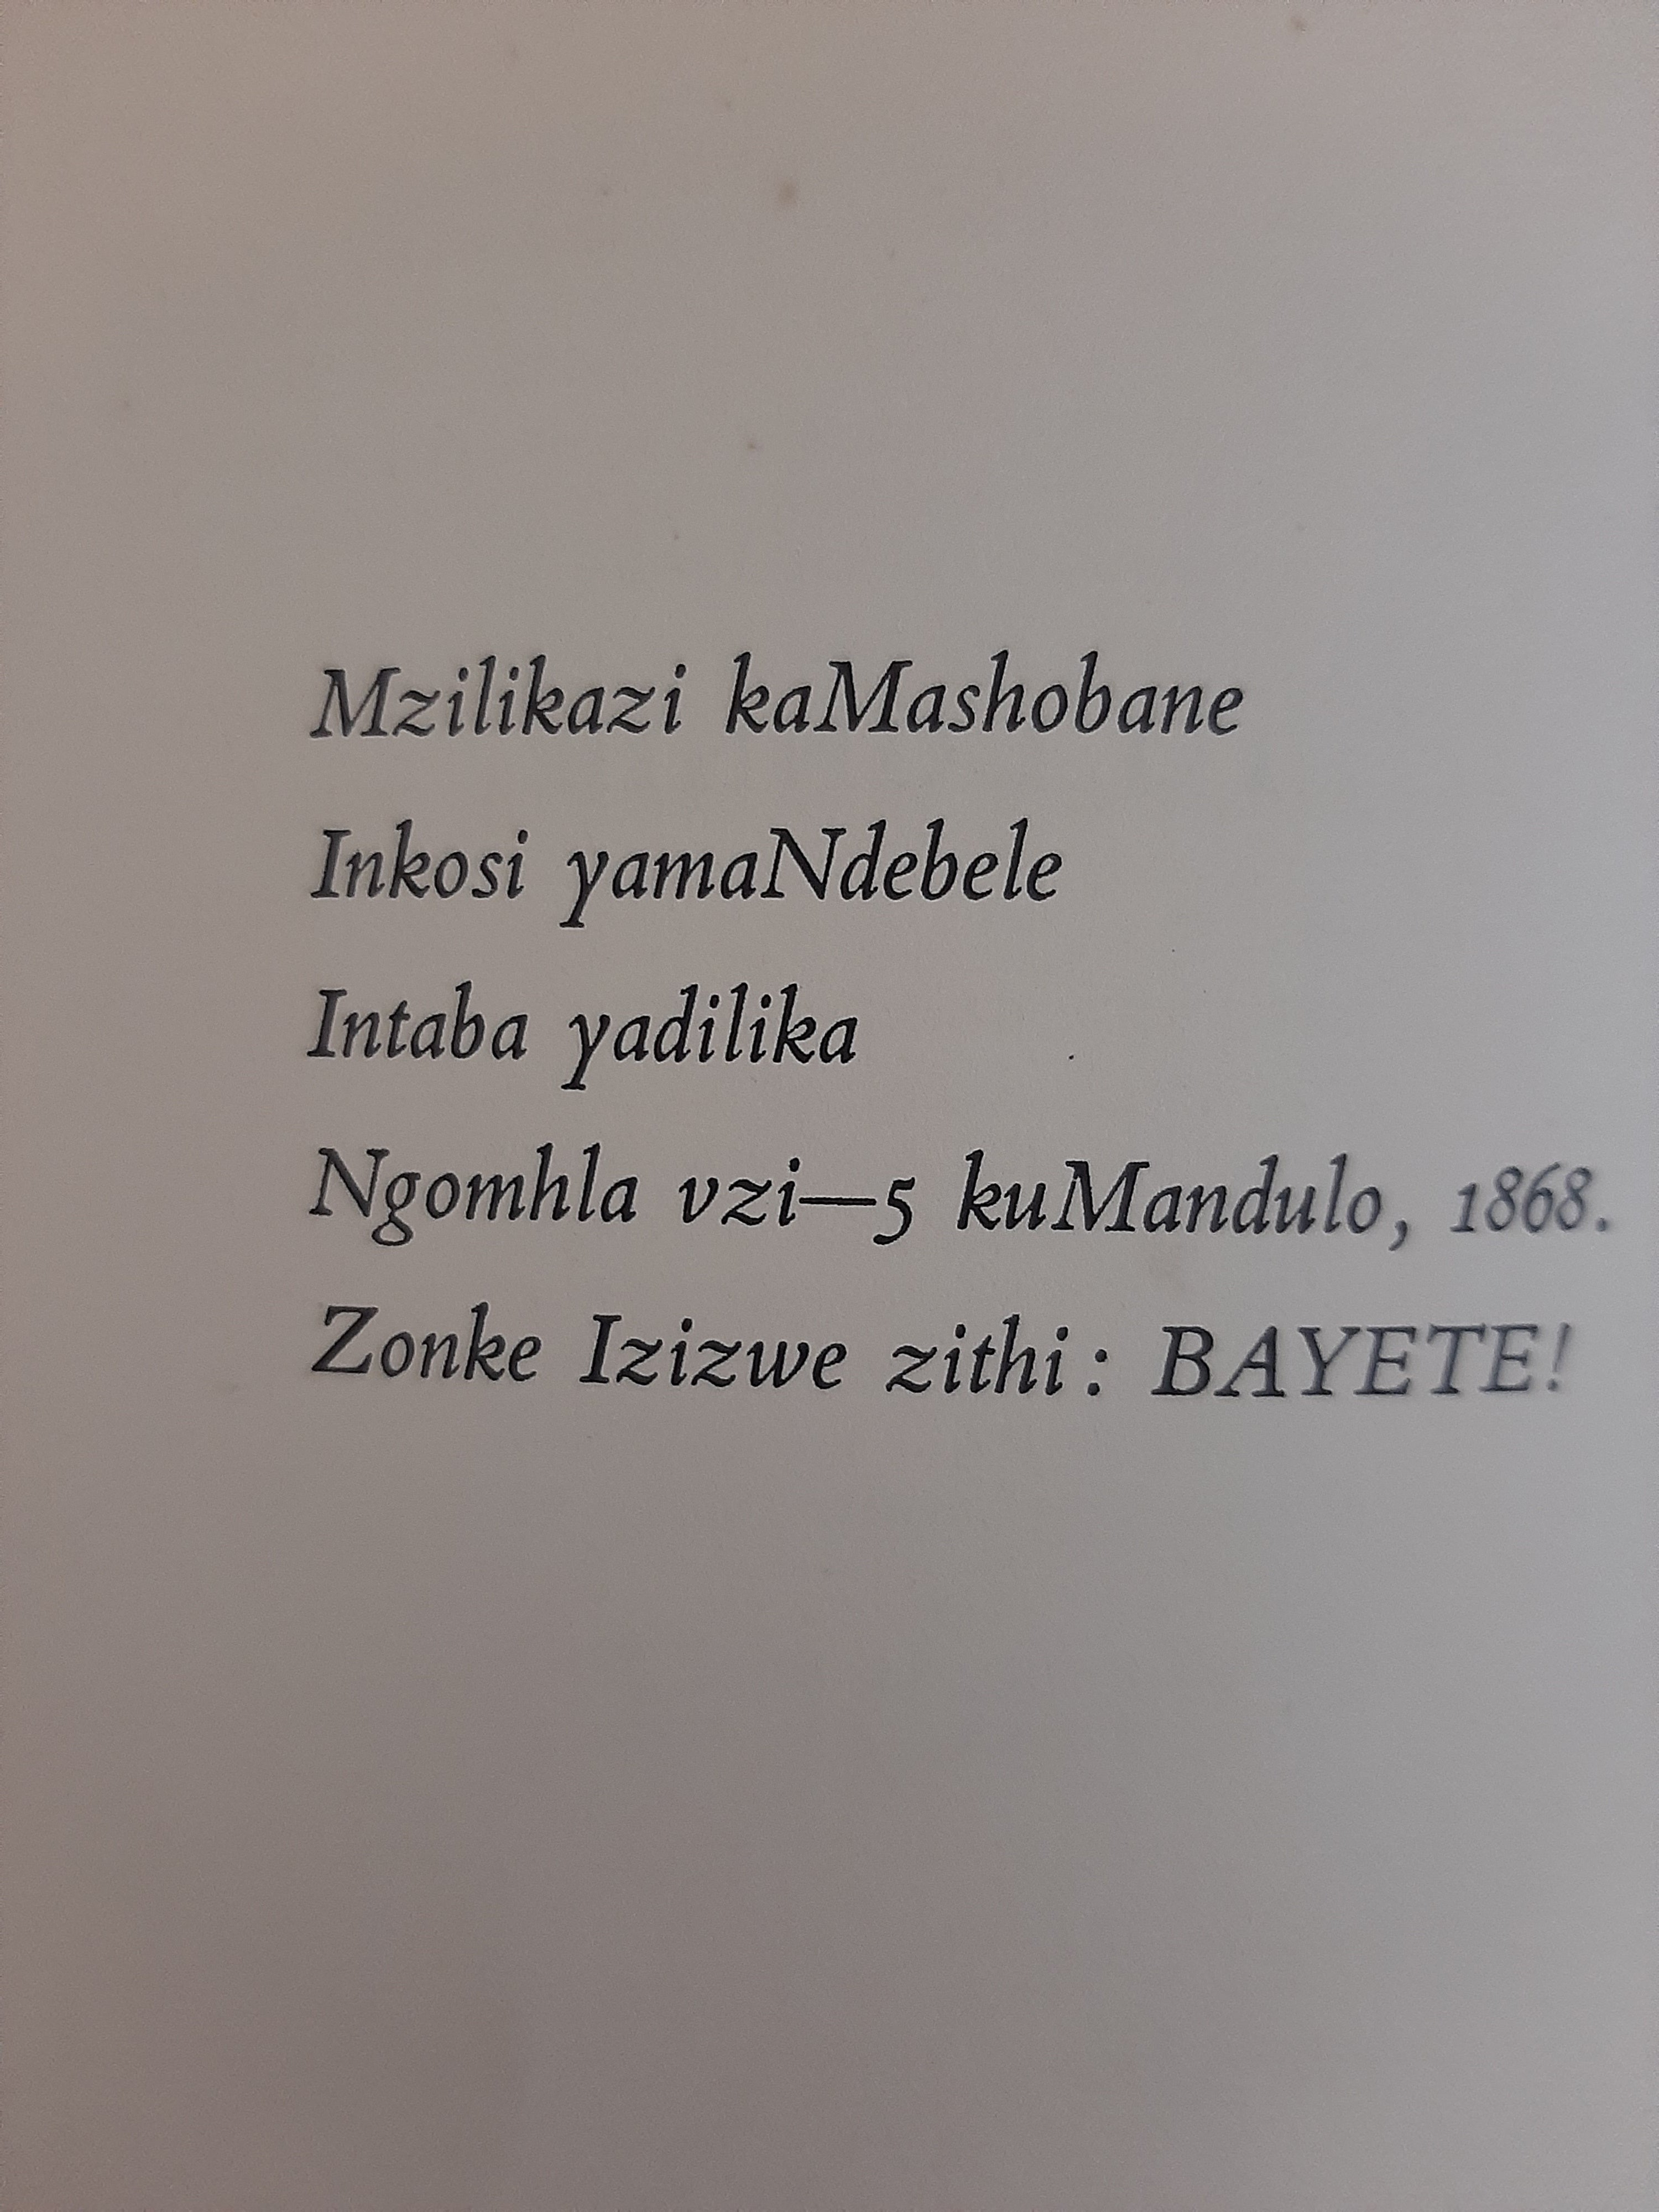 Mzilikazi kaMashobane
Inkosi yamaNdebele
Intaba yadilika
Ngomhla vzi—5 kuMandulo, 1868.
Zonke Izizwe zithi: BAYETE!